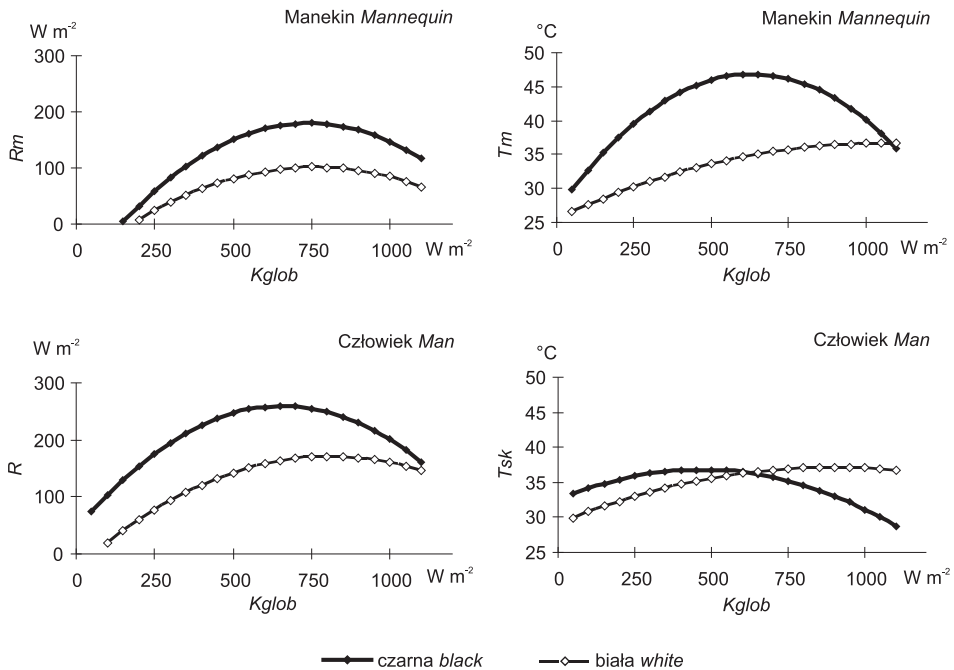 Manekin Mannequin
W m-2
300
200
100
0
Rm
0 250 500 750 1000 W m-2
Kglob
Manekin Mannequin
°C
50
45
40
35
30
25
Tm
0 250 500 750 1000 W m-2
Kglob
Człowiek Man
W m-2
300
200
100
0
R
0 250 500 750 1000 W m-2
Kglob
Człowiek Man
°C
50
45
40
35
30
25
Tsk
0 250 500 750 1000 W m-2
Kglob
czarna black biała white